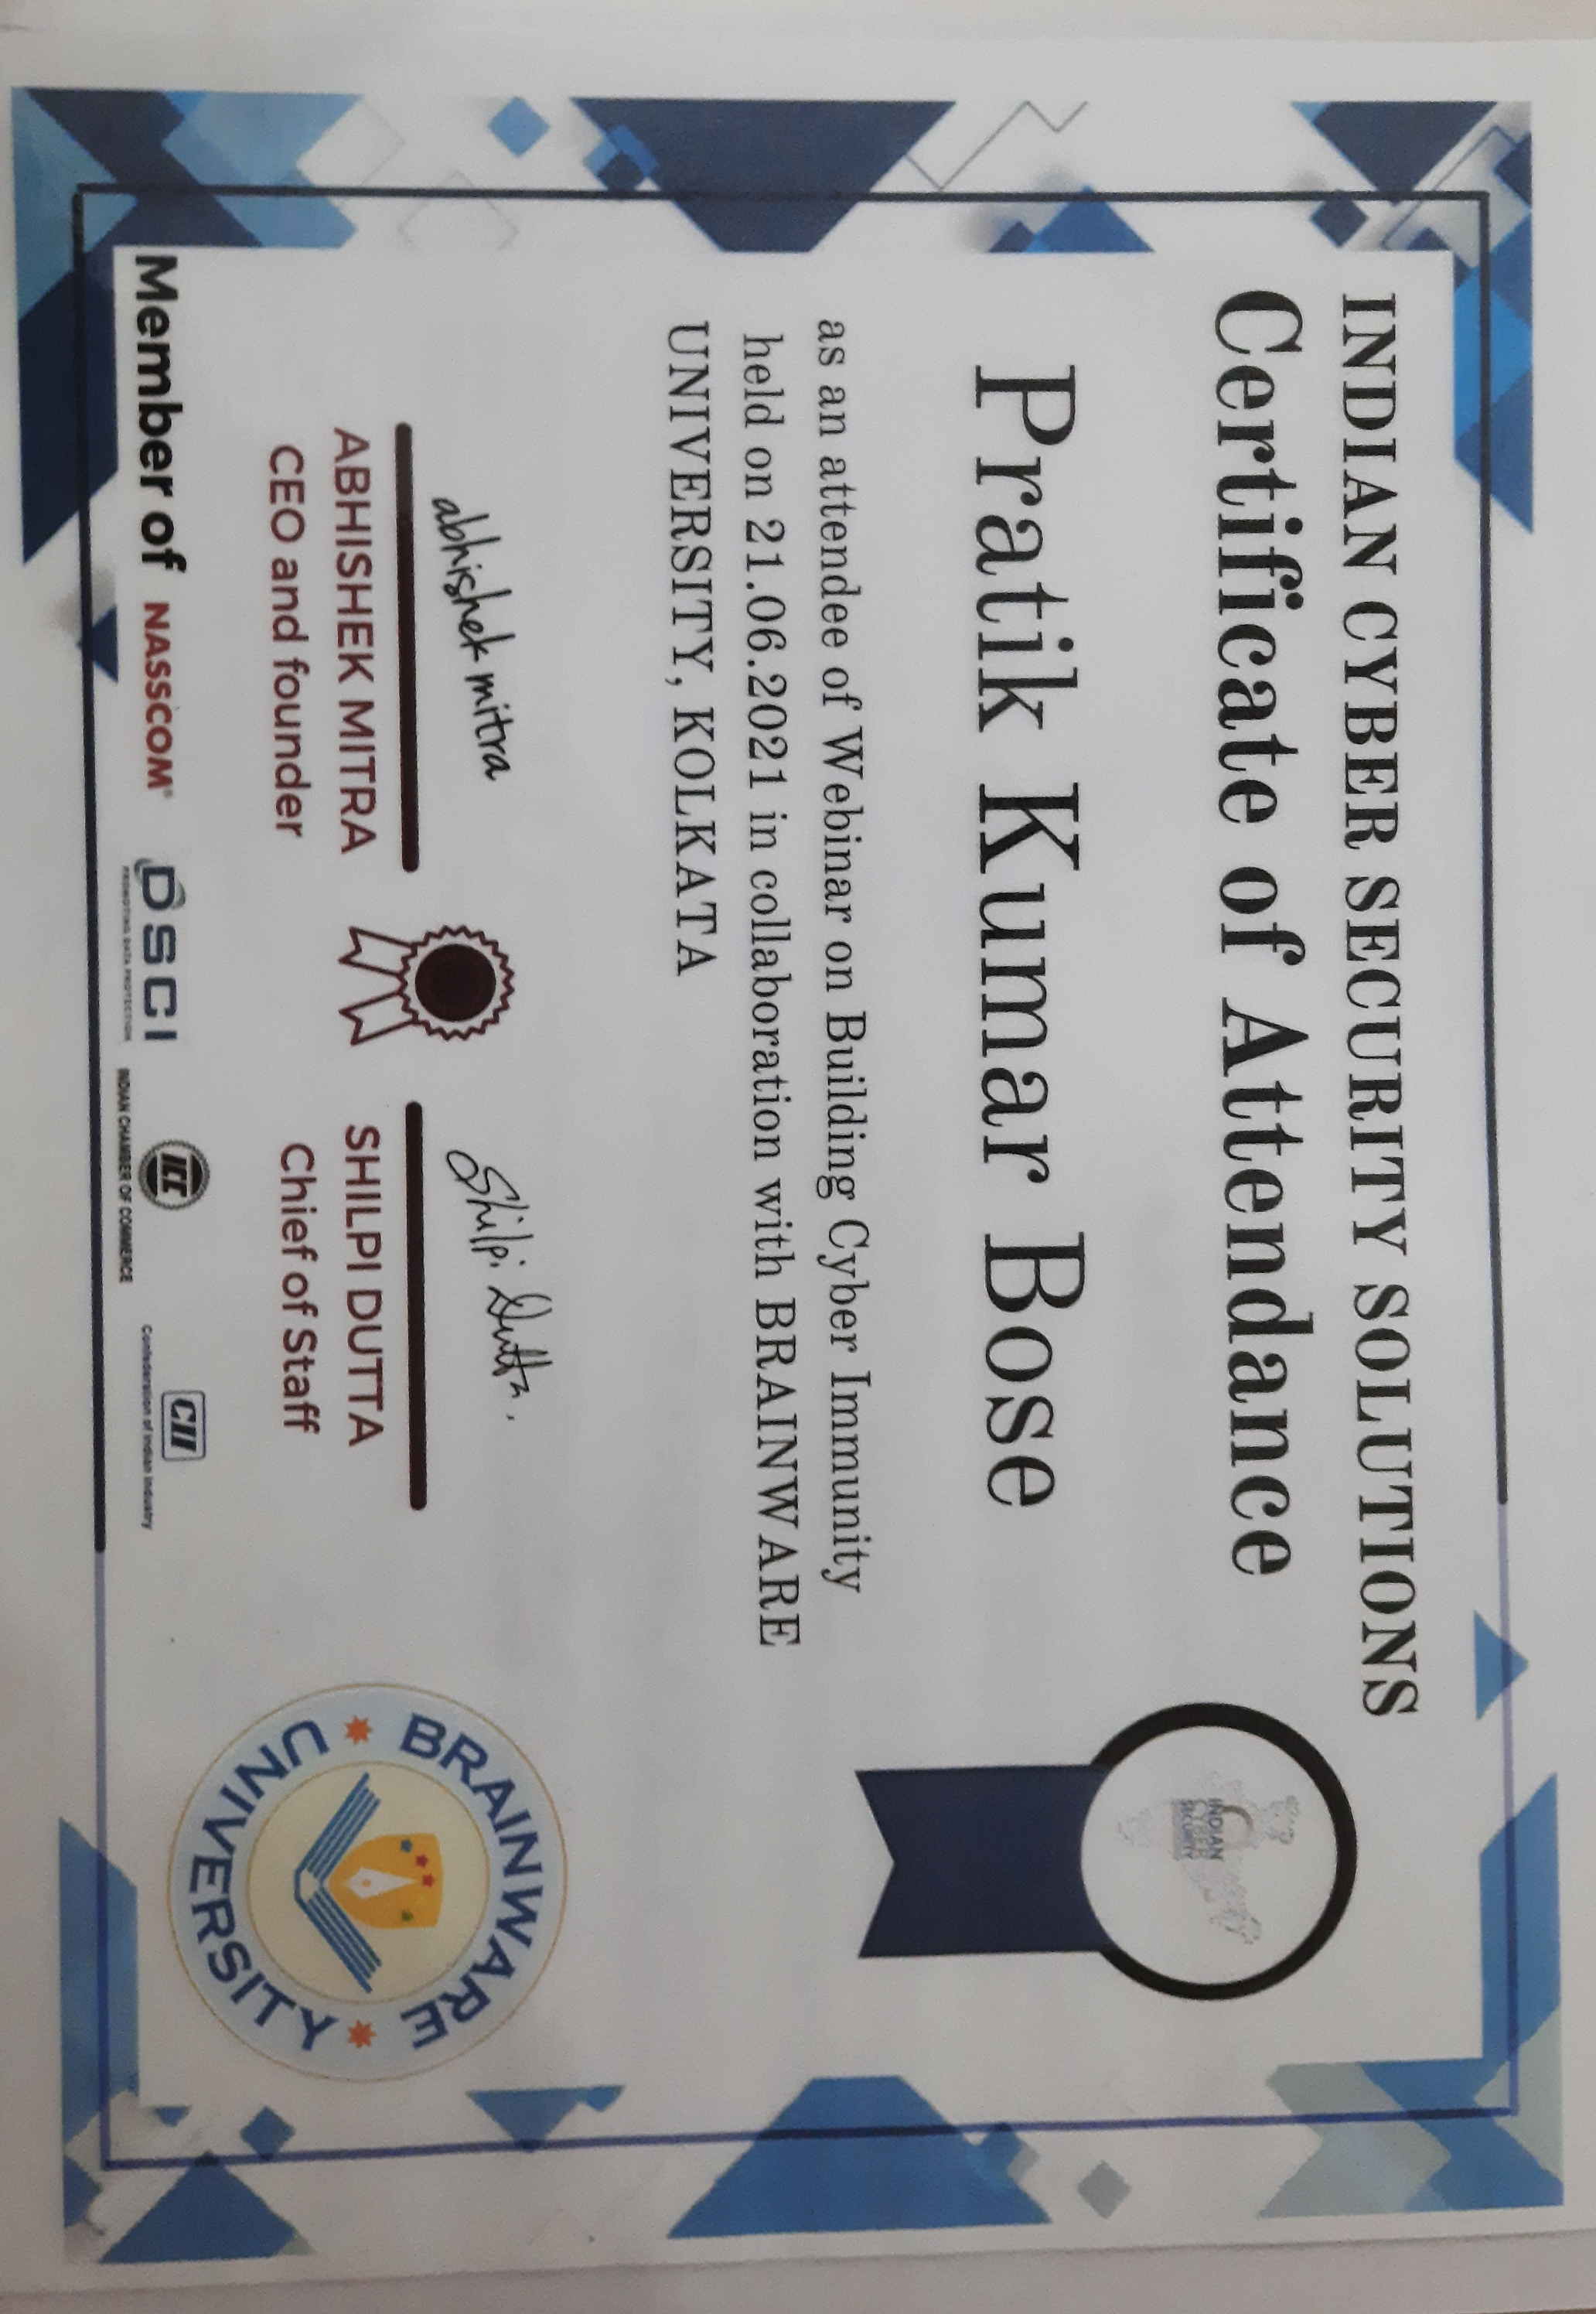 INDIAN CYBER SECURITY SOLUTIONS
Certificate of Attendance
Pratik Kumar Bose
as an attendee of Webinar on Building Cyber Immunity
held on 21.06.2021 in collaboration with BRAINWARE
UNIVERSITY, KOLKATA
INDIAN
CYBER
SECURITY
abhishek mitra
Shilpi Dutta.
ABHISHEK MITRA
CEO and founder
SHILPI DUTTA
Chief of Staff
BRAINWARE
UNIVERSITY
Member of NASSCOM®
DSCI
PROMOTING DATA PROTECTION
ICC
INDIAN CHAMBER OF COMMERCE
CII
Confederation of Indian Industry